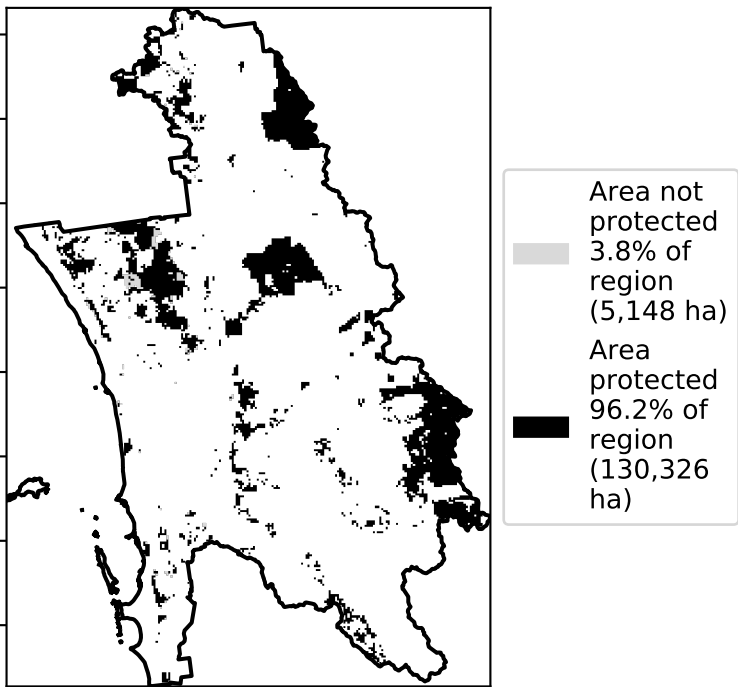 Area not
protected
3.8% of
region
(5,148 ha)
Area
protected
96.2% of
region
(130,326
ha)